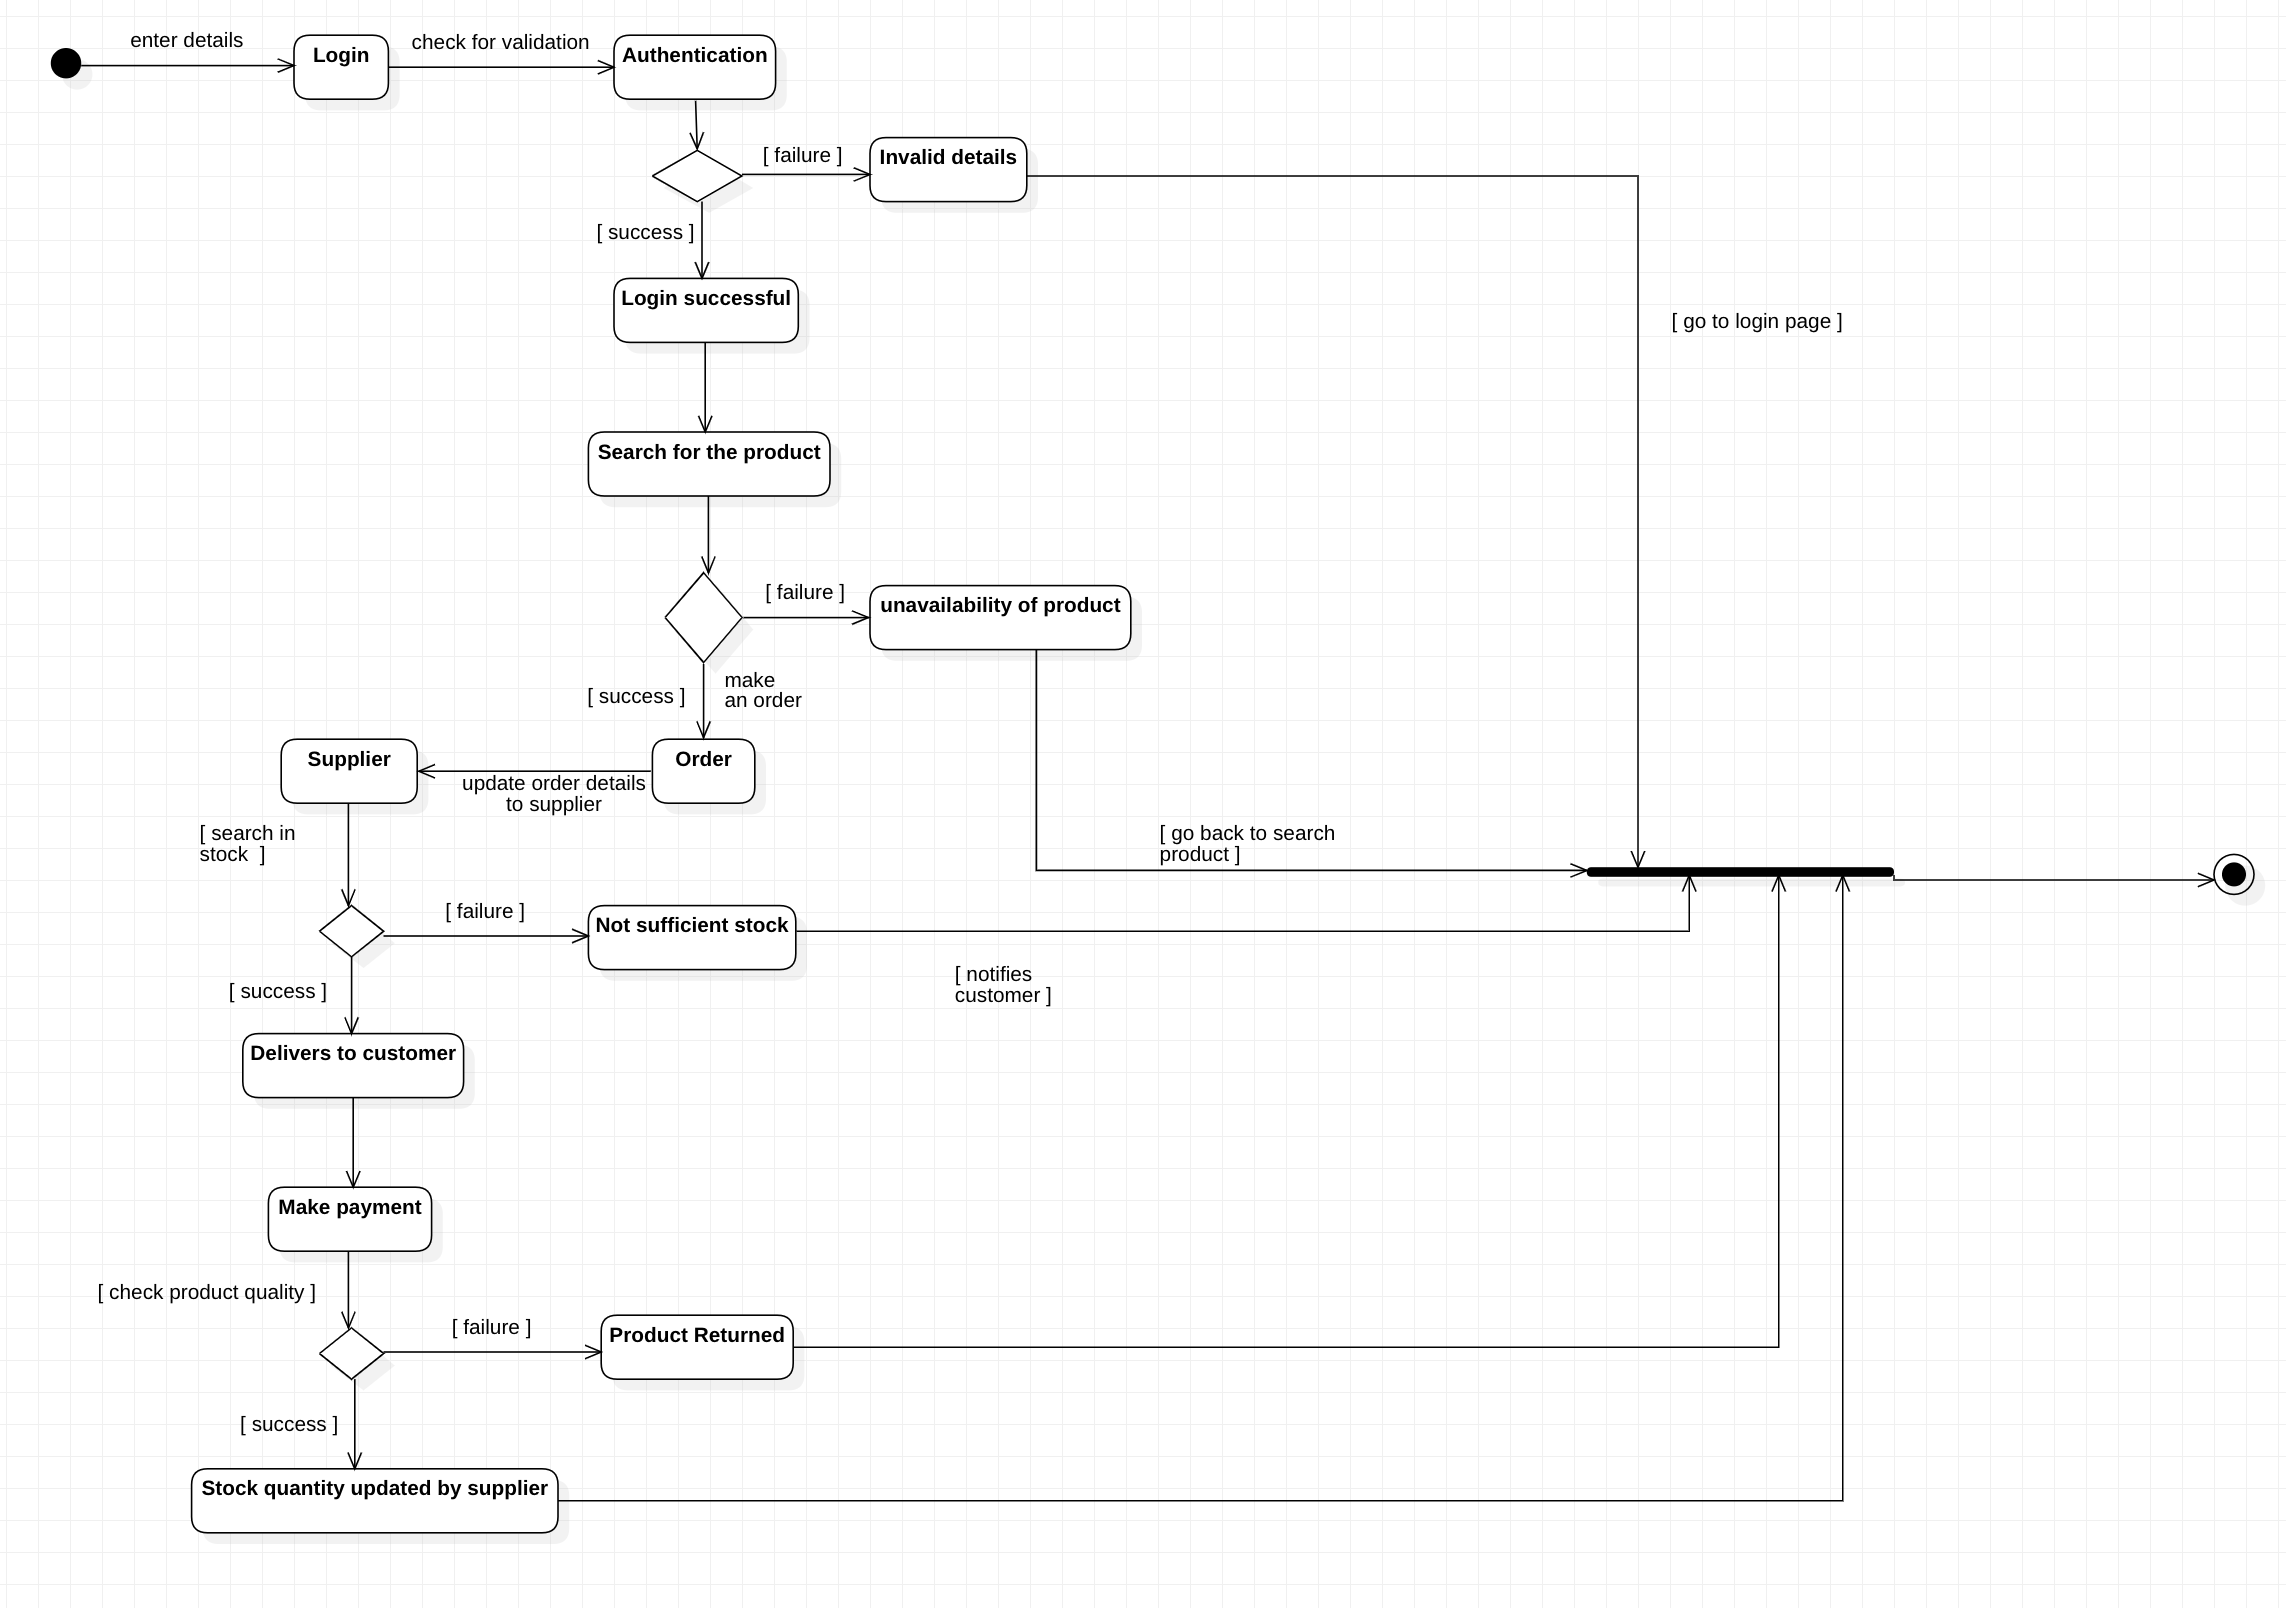 enter details
Login
check for validation
Authentication
[ failure ]
Invalid details
[ success ]
Login successful
[ go to login page ]
Search for the product
[ failure ]
unavailability of product
[ success ]
make
an order
Supplier
update order details
to supplier
Order
[ search in
stock  ]
[ go back to search
product ]
[ failure ]
Not sufficient stock
[ notifies
customer ]
[ success ]
Delivers to customer
Make payment
[ check product quality ]
[ failure ]
Product Returned
[ success ]
Stock quantity updated by supplier